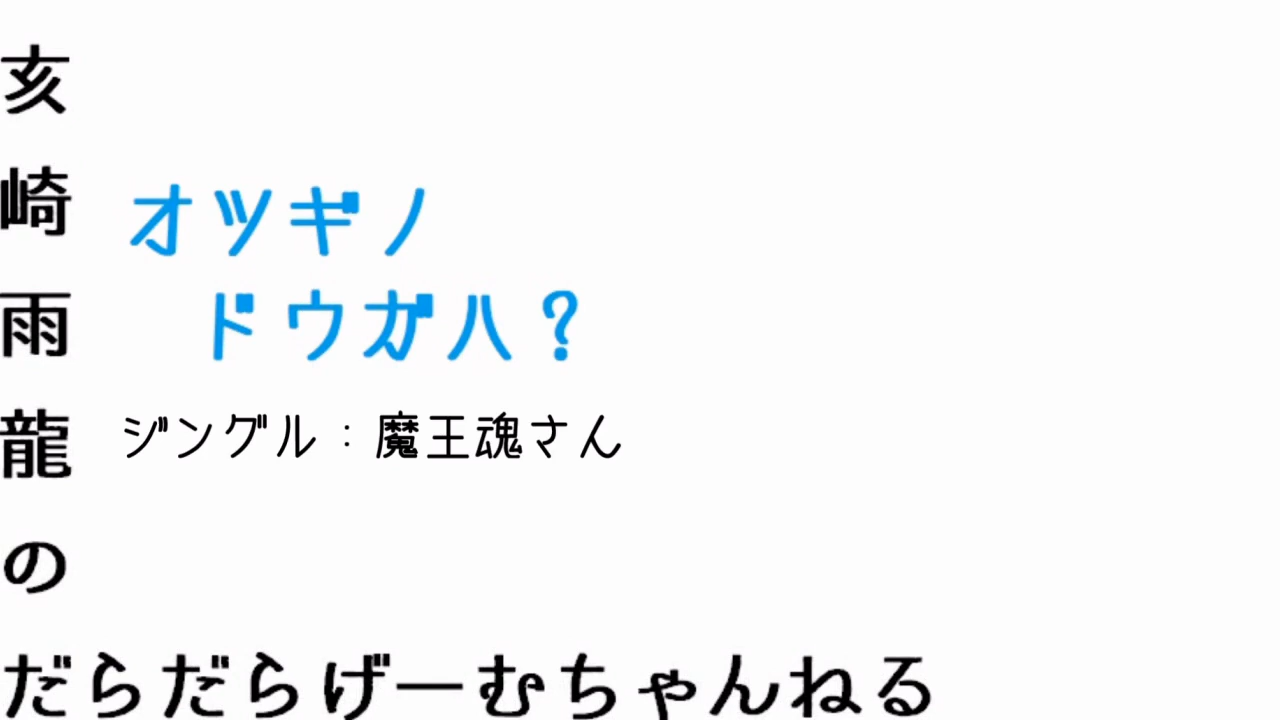 亥崎雨龍の
だらだらげーむちゃんねる
オツギノ
ドウガハ？
ジングル：魔王魂さん